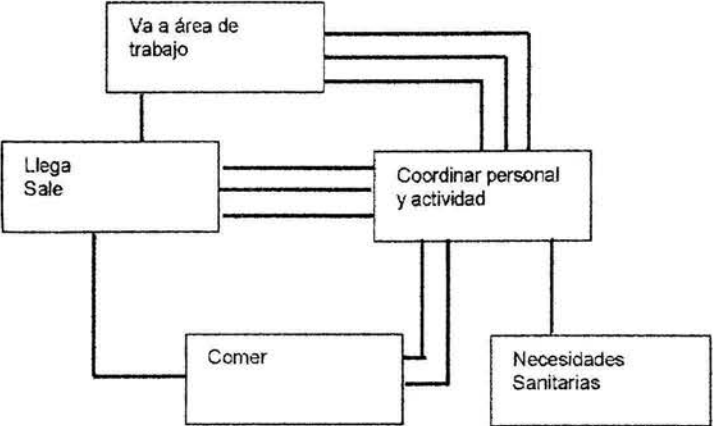 Va a área de
trabajo
Llega
Sale
Coordinar personal
y actividad
Comer
Necesidades
Sanitarias